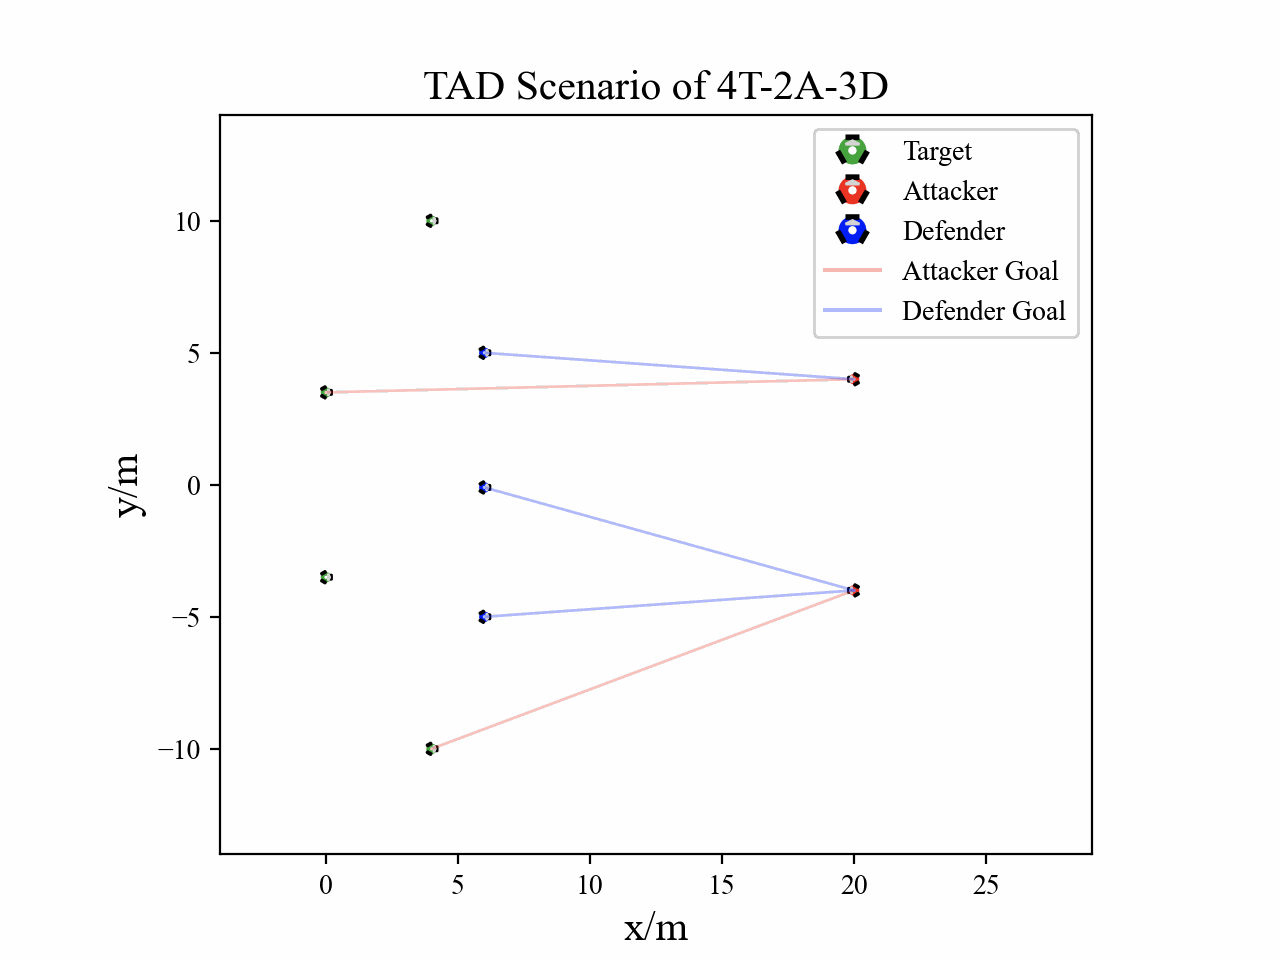 TAD Scenario of 4T-2A-3D
Target
Attacker
Defender
Attacker Goal
Defender Goal
10
5
0
−5
−10
y/m
0
5
10
15
20
25
x/m